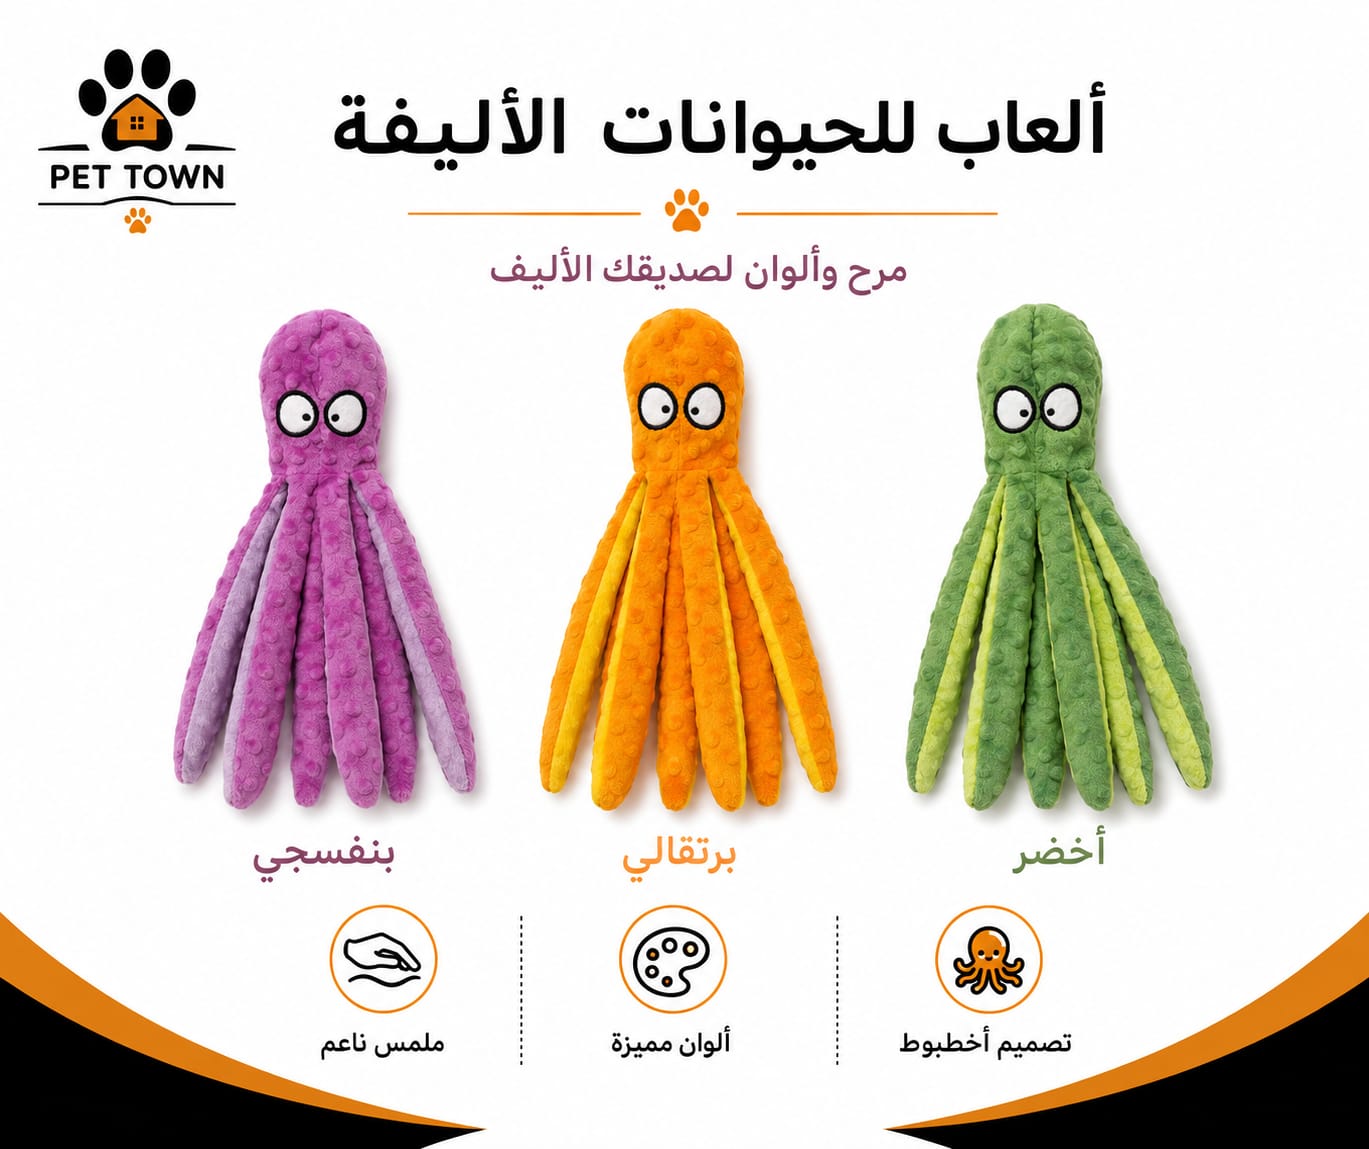 PET TOWN
ألعاب للحيوانات الأليفة
مرح وألوان لصديقك الأليف
أخضر
برتقالي
بنفسجي
تصميم أخطبوط
ألوان مميزة
ملمس ناعم